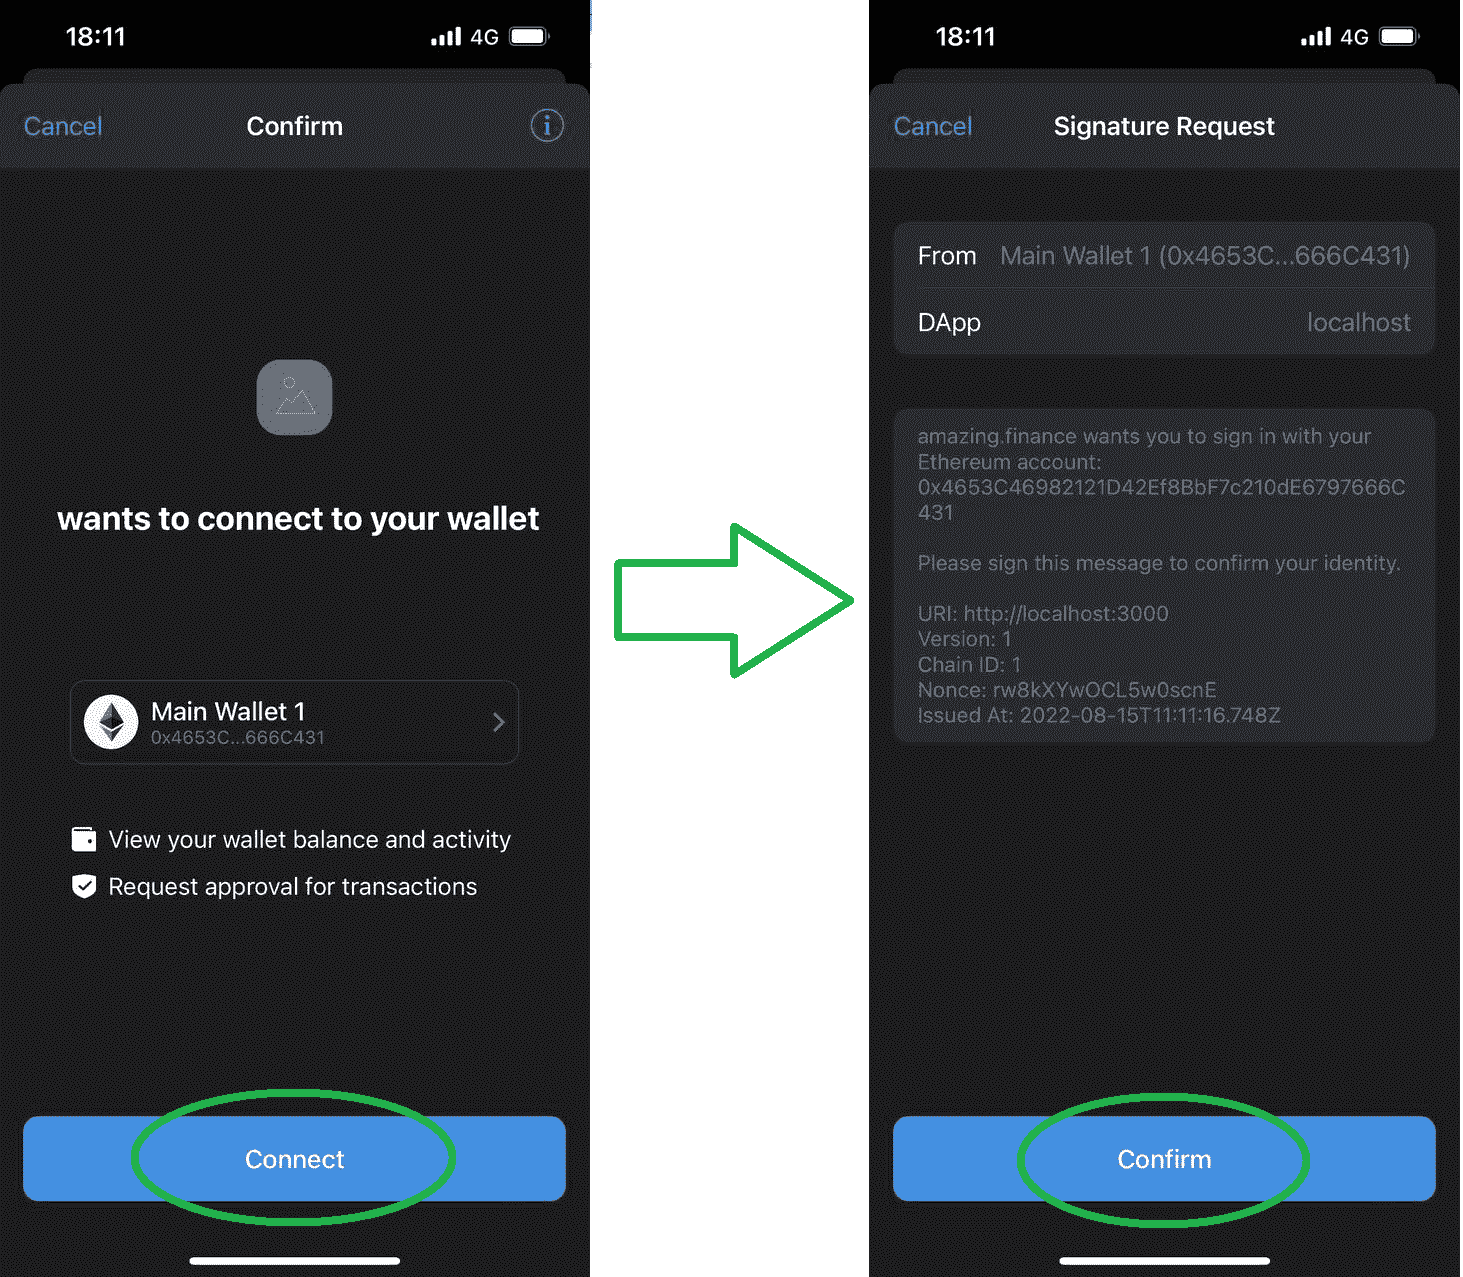 18:11
4G
Cancel
Confirm
wants to connect to your wallet
Main Wallet 1
0x4653C...666C431
View your wallet balance and activity
Request approval for transactions
Connect
18:11
4G
Cancel
Signature Request
From Main Wallet 1 (0x4653C...666C431)
DApp localhost
amazing.finance wants you to sign in with your
Ethereum account:
0x4653C46982121D42Ef8BbF7c210dE6797666C
431
Please sign this message to confirm your identity.
URI: http://localhost:3000
Version: 1
Chain ID: 1
Nonce: rw8kXYwOCL5w0scnE
Issued At: 2022-08-15T11:11:16.748Z
Confirm